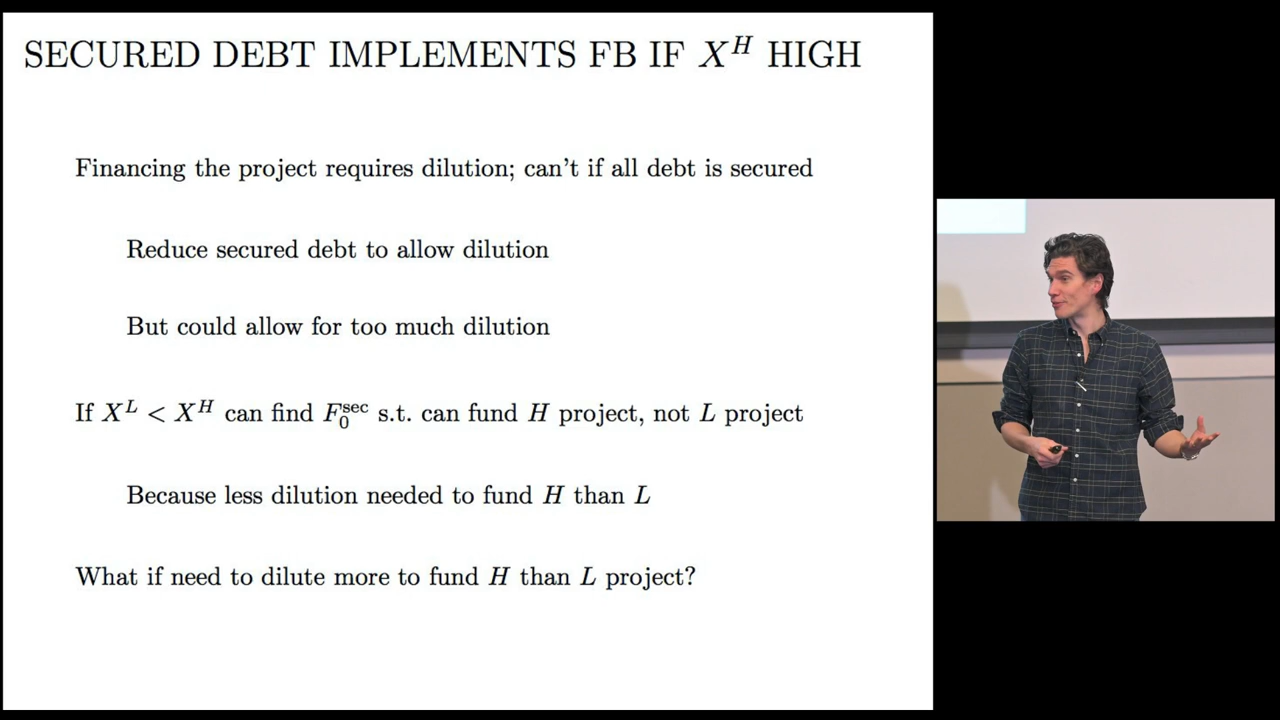 SECURED DEBT IMPLEMENTS FB IF X^H HIGH
Financing the project requires dilution; can't if all debt is secured
Reduce secured debt to allow dilution
But could allow for too much dilution
If X^L < X^H can find F_0^sec s.t. can fund H project, not L project
Because less dilution needed to fund H than L
What if need to dilute more to fund H than L project?